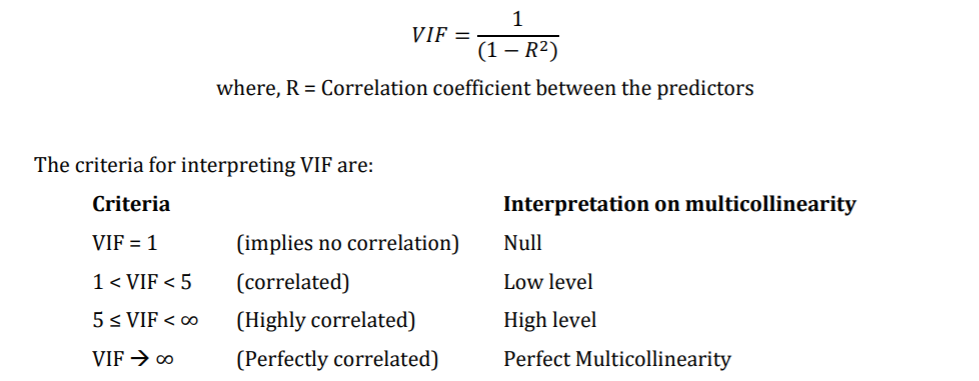 VIF = 1 / (1 − R²)
where, R = Correlation coefficient between the predictors
The criteria for interpreting VIF are:
Criteria Interpretation on multicollinearity
VIF = 1 (implies no correlation) Null
1 < VIF < 5 (correlated) Low level
5 ≤ VIF < ∞ (Highly correlated) High level
VIF → ∞ (Perfectly correlated) Perfect Multicollinearity